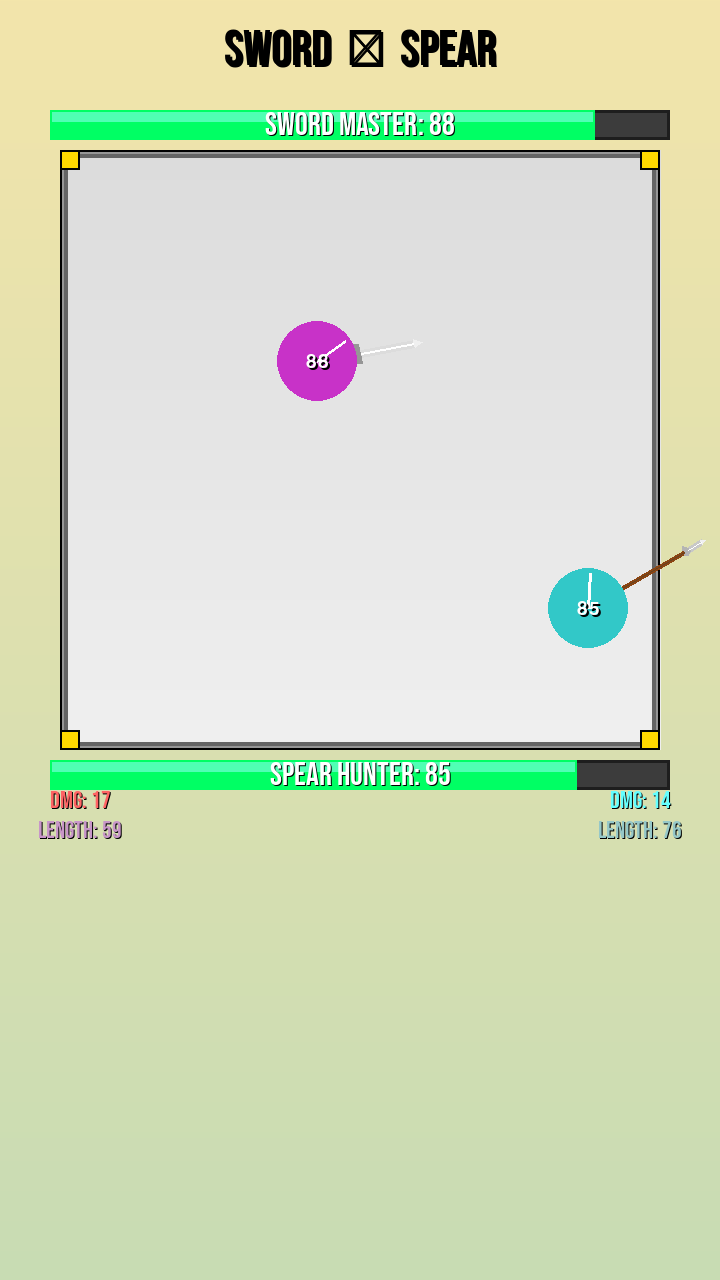 SWORD ☒ SPEAR
SWORD MASTER: 88
88
85
SPEAR HUNTER: 85
DMG: 17
DMG: 14
LENGTH: 59
LENGTH: 76